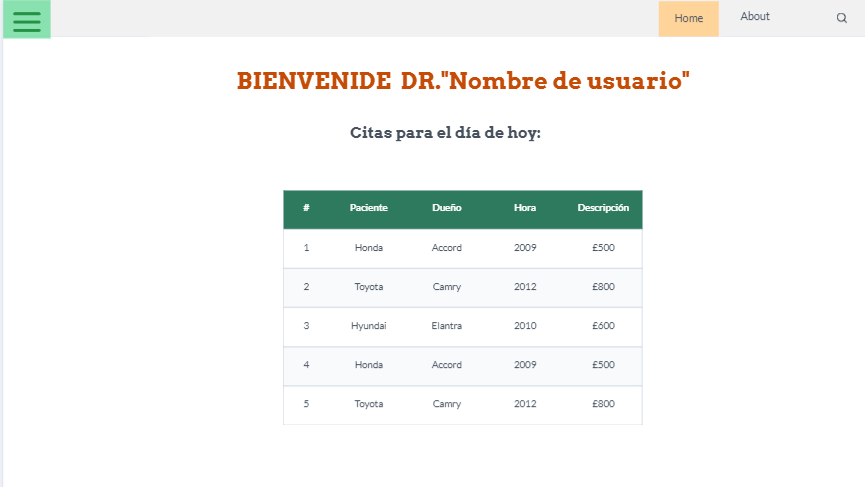 Home About
BIENVENIDE DR."Nombre de usuario"
Citas para el día de hoy:
# Paciente Dueño Hora Descripción
1 Honda Accord 2009 £500
2 Toyota Camry 2012 £800
3 Hyundai Elantra 2010 £600
4 Honda Accord 2009 £500
5 Toyota Camry 2012 £800